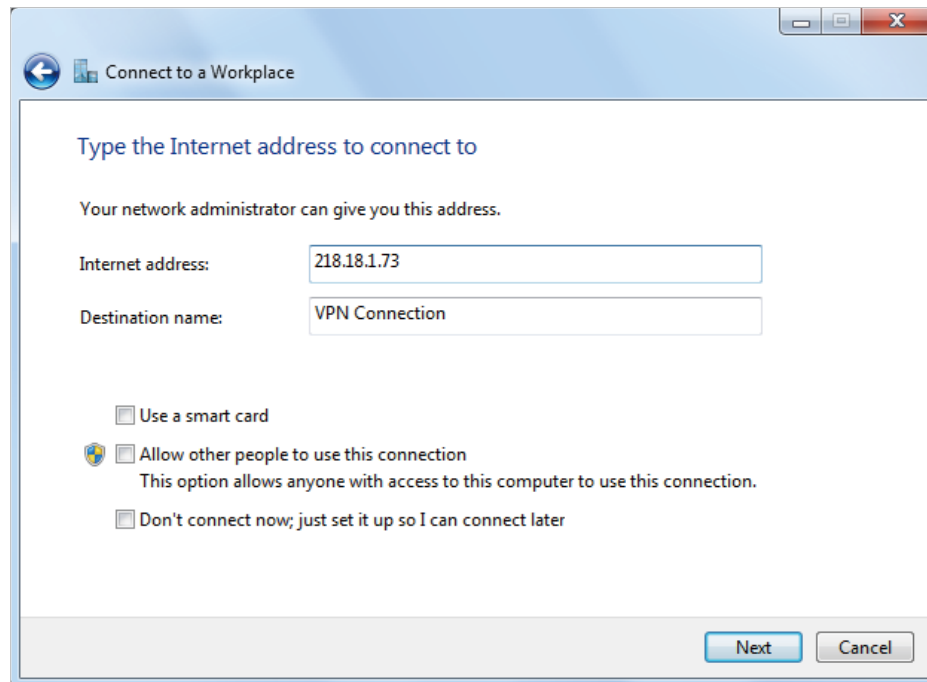 Connect to a Workplace
Type the Internet address to connect to
Your network administrator can give you this address.
Internet address: 218.18.1.73
Destination name: VPN Connection
Use a smart card
Allow other people to use this connection
This option allows anyone with access to this computer to use this connection.
Don't connect now; just set it up so I can connect later
Next Cancel